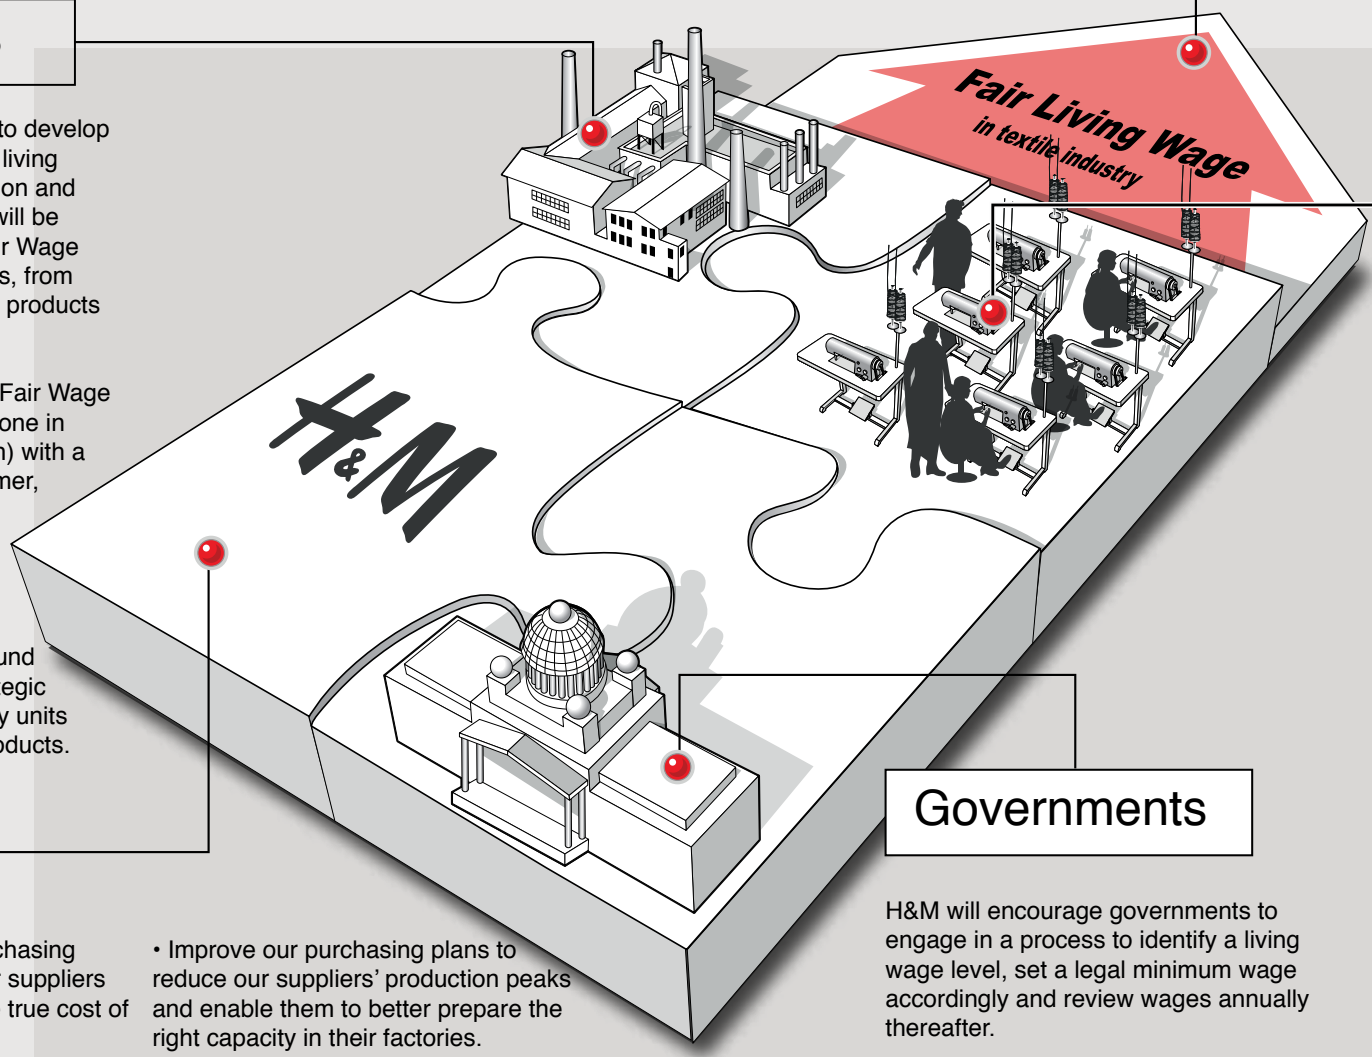 to develop
living
on and
will be
r Wage
s, from
products
Fair Wage
one in
n) with a
mer,
und
tegic
y units
oducts.
chasing
r suppliers
true cost of
• Improve our purchasing plans to
reduce our suppliers' production peaks
and enable them to better prepare the
right capacity in their factories.
H&M
Fair Living Wage
in textile industry
Governments
H&M will encourage governments to
engage in a process to identify a living
wage level, set a legal minimum wage
accordingly and review wages annually
thereafter.